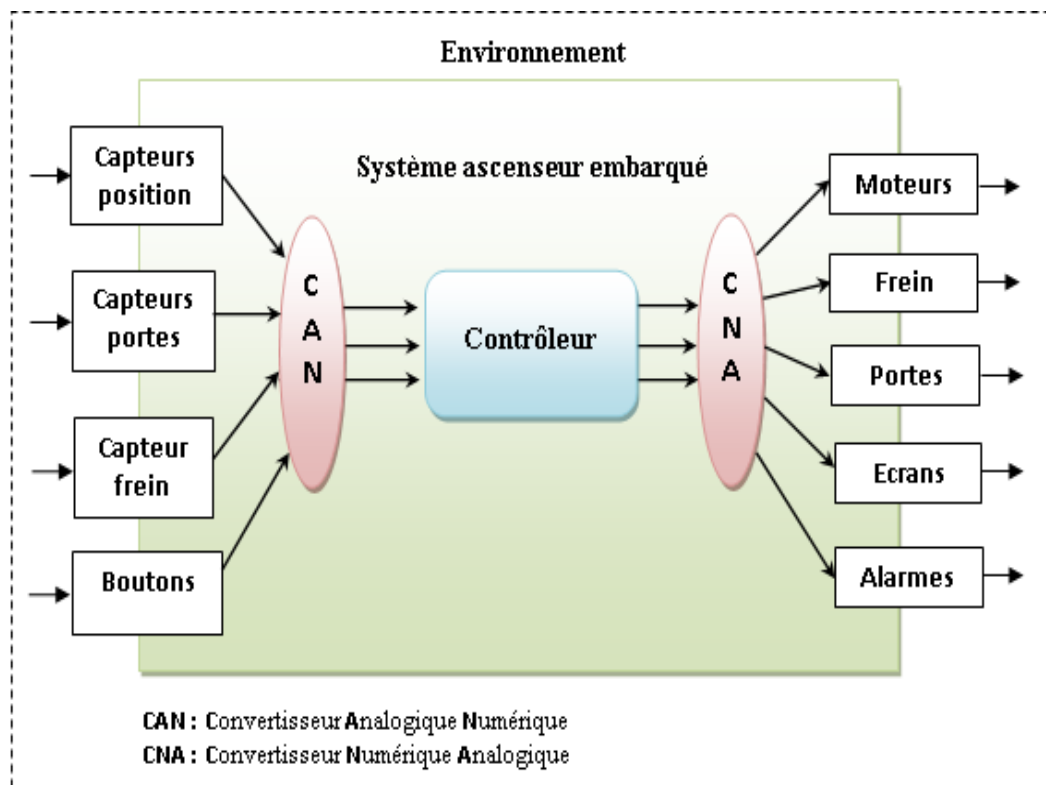 Environnement
Système ascenseur embarqué
Capteurs
position
Capteurs
portes
Capteur
frein
Boutons
C
A
N
Contrôleur
C
N
A
Moteurs
Frein
Portes
Ecrans
Alarmes
CAN : Convertisseur Analogique Numérique
CNA : Convertisseur Numérique Analogique